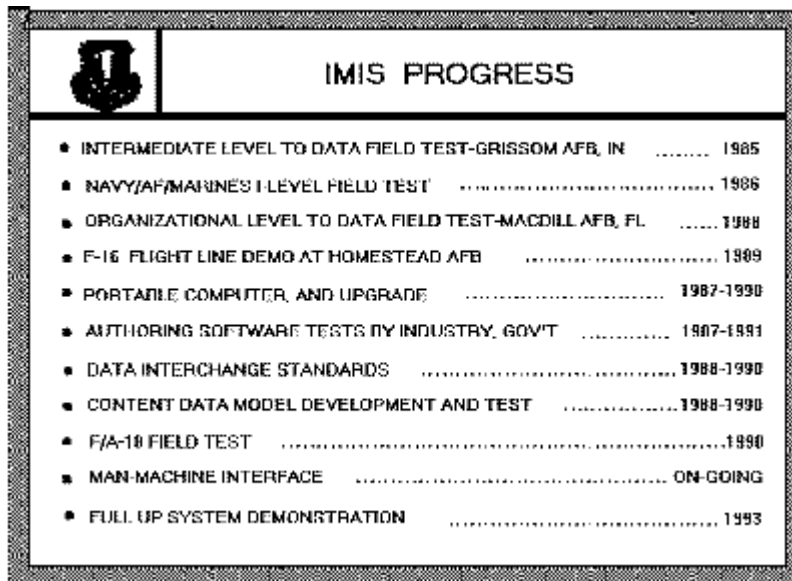 IMIS PROGRESS
• INTERMEDIATE LEVEL TO DATA FIELD TEST-GRISSOM AFB, IN ........ 1985
• NAVY/AF/MARINES I-LEVEL FIELD TEST ........ 1986
• ORGANIZATIONAL LEVEL TO DATA FIELD TEST-MACDILL AFB, FL ...... 1988
• F-16 FLIGHT LINE DEMO AT HOMESTEAD AFB ........ 1989
• PORTABLE COMPUTER, AND UPGRADE ........ 1987-1990
• AUTHORING SOFTWARE TESTS BY INDUSTRY, GOV'T ............ 1987-1991
• DATA INTERCHANGE STANDARDS ........ 1988-1990
• CONTENT DATA MODEL DEVELOPMENT AND TEST ........ 1988-1990
• F/A-18 FIELD TEST ........ 1990
• MAN-MACHINE INTERFACE ........ ON-GOING
• FULL UP SYSTEM DEMONSTRATION ........ 1993